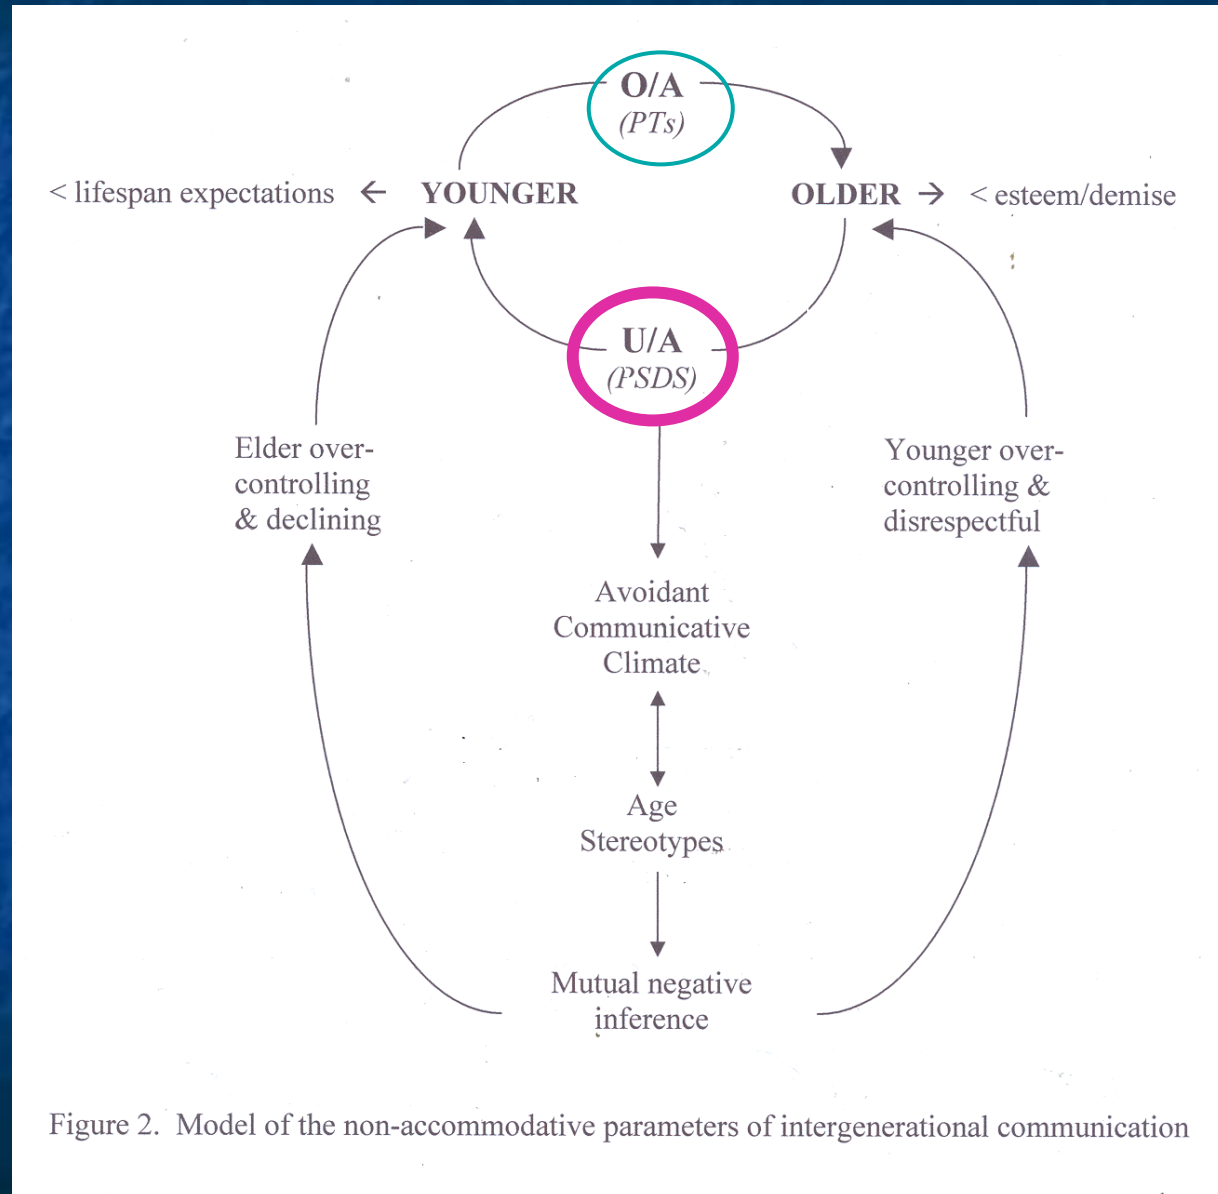 O/A
(PTs)
< lifespan expectations ← YOUNGER
OLDER → < esteem/demise
U/A
(PSDS)
Elder over-
controlling
& declining
Younger over-
controlling &
disrespectful
Avoidant
Communicative
Climate
Age
Stereotypes
Mutual negative
inference
Figure 2. Model of the non-accommodative parameters of intergenerational communication